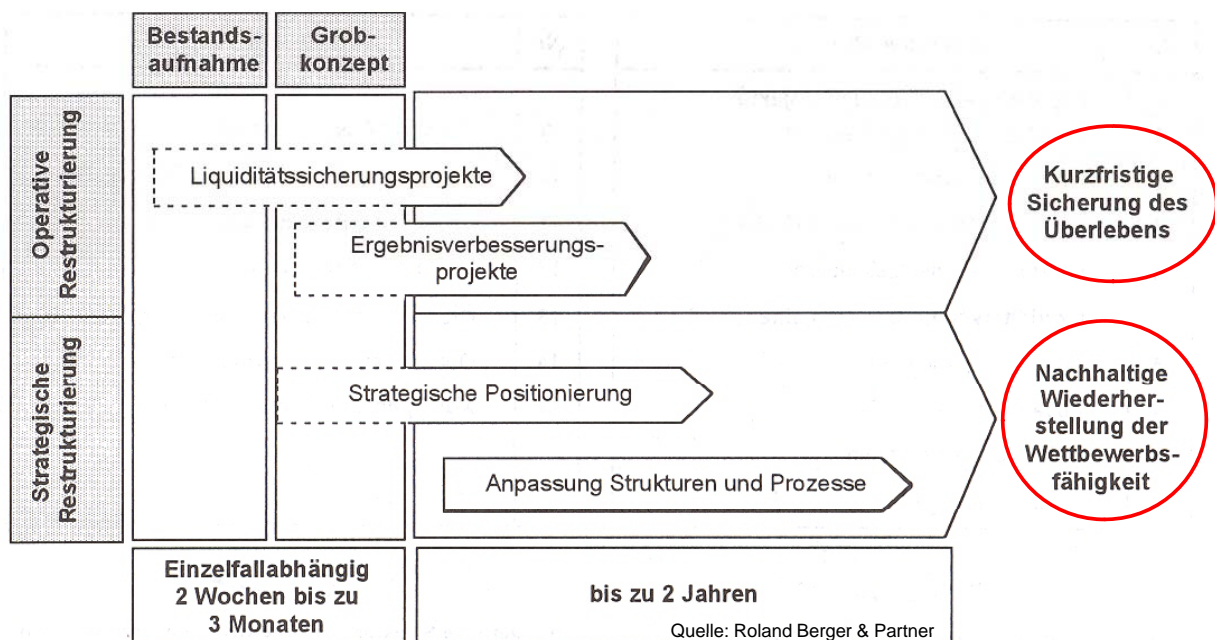 Bestands-
aufnahme
Grob-
konzept
Operative
Restrukturierung
Liquiditätssicherungsprojekte
Ergebnisverbesserungs-
projekte
Kurzfristige
Sicherung des
Überlebens
Strategische
Restrukturierung
Strategische Positionierung
Anpassung Strukturen und Prozesse
Nachhaltige
Wiederher-
stellung der
Wettbewerbs-
fähigkeit
Einzelfallabhängig
2 Wochen bis zu
3 Monaten
bis zu 2 Jahren
Quelle: Roland Berger & Partner